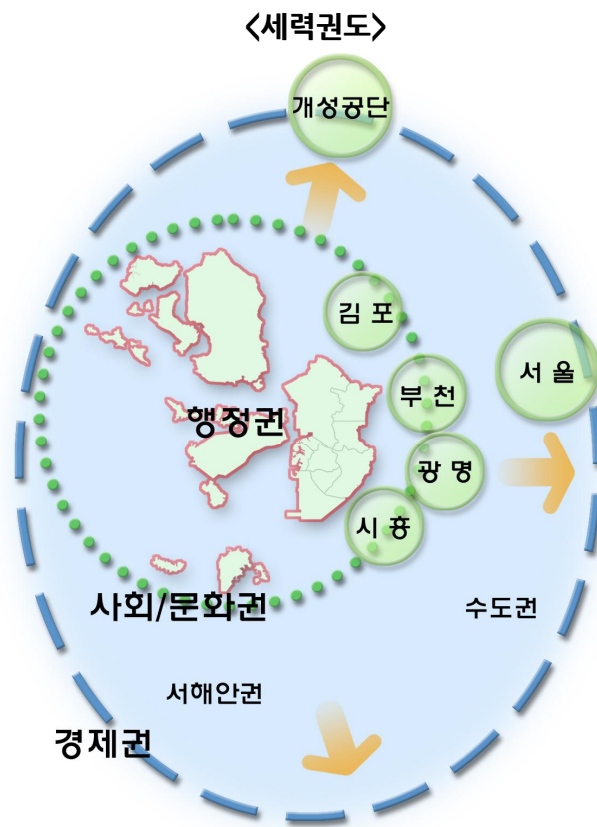 <세력권도>
개성공단
김 포
서 울
부 천
행정권
광 명
시 흥
사회/문화권
수도권
서해안권
경제권